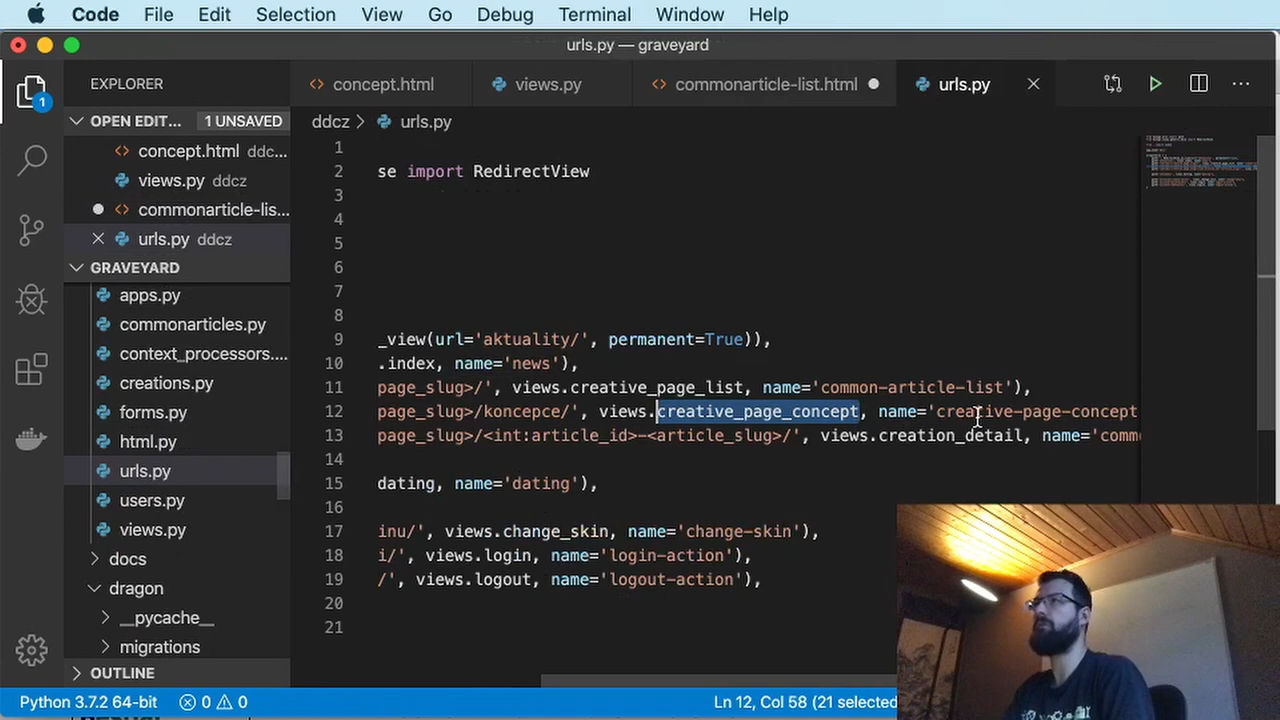 Code File Edit Selection View Go Debug Terminal Window Help
urls.py — graveyard
EXPLORER
concept.html views.py commonarticle-list.html urls.py
OPEN EDIT... 1 UNSAVED
ddcz > urls.py
concept.html ddc...
views.py ddcz
commonarticle-lis...
urls.py ddcz
GRAVEYARD
apps.py
commonarticles.py
context_processors....
creations.py
forms.py
html.py
urls.py
users.py
views.py
docs
dragon
__pycache__
migrations
OUTLINE
1
2 se import RedirectView
3
4
5
6
7
8
9 _view(url='aktuality/', permanent=True)),
10 .index, name='news'),
11 page_slug>/', views.creative_page_list, name='common-article-list'),
12 page_slug>/koncepce/', views.creative_page_concept, name='creative-page-concept
13 page_slug>/<int:article_id>-<article_slug>/', views.creation_detail, name='comm
14
15 dating, name='dating'),
16
17 inu/', views.change_skin, name='change-skin'),
18 i/', views.login, name='login-action'),
19 /', views.logout, name='logout-action'),
20
21
Python 3.7.2 64-bit 0 0 Ln 12, Col 58 (21 selected
1